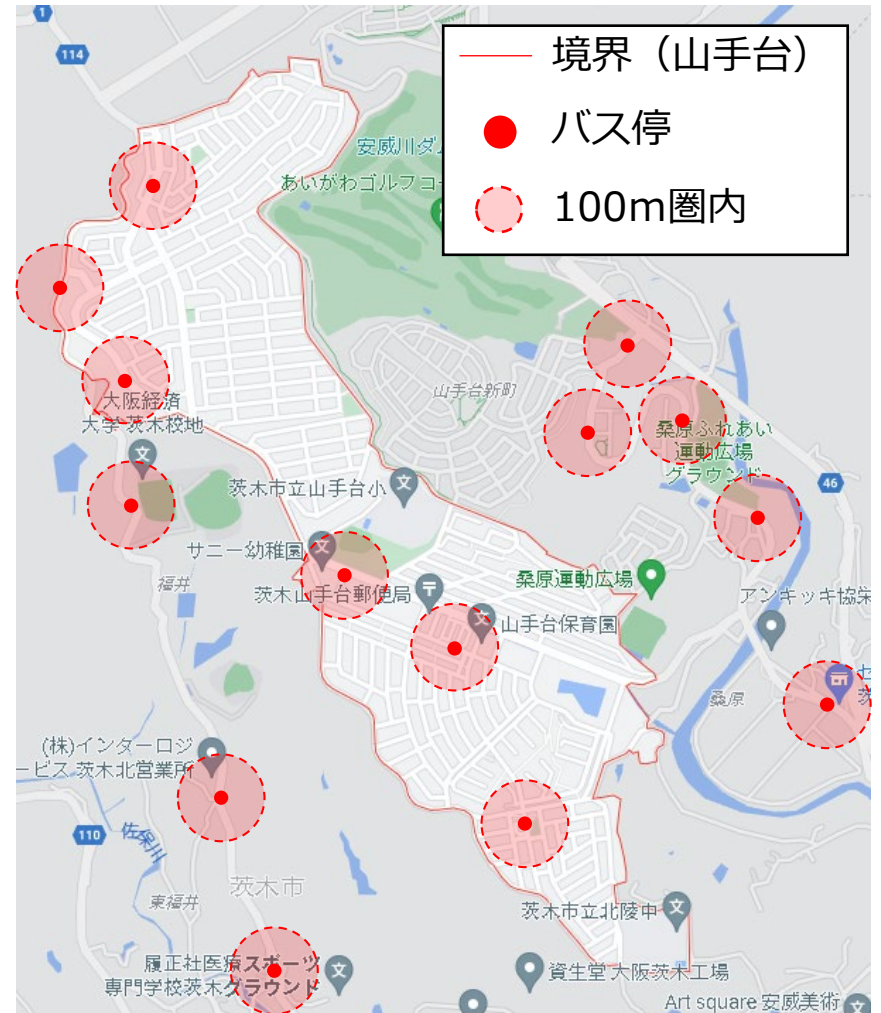 1
114
境界（山手台）
バス停
100m圏内
安威川ダム
あいがわゴルフコー
山手台新町
大阪経済
大学 茨木校地
桑原ふれあい
運動広場
グラウンド
46
茨木市立山手台小
サニー幼稚園
茨木山手台郵便局
福井
桑原運動広場
アンキッキ協栄
山手台保育園
セ
茨
桑原
(株)インターロジ
ービス 茨木北営業所
110
佐保川
茨木市
東福井
茨木市立北陵中
履正社医療スポーツ
専門学校茨木グラウンド
資生堂 大阪茨木工場
Art square 安威美術